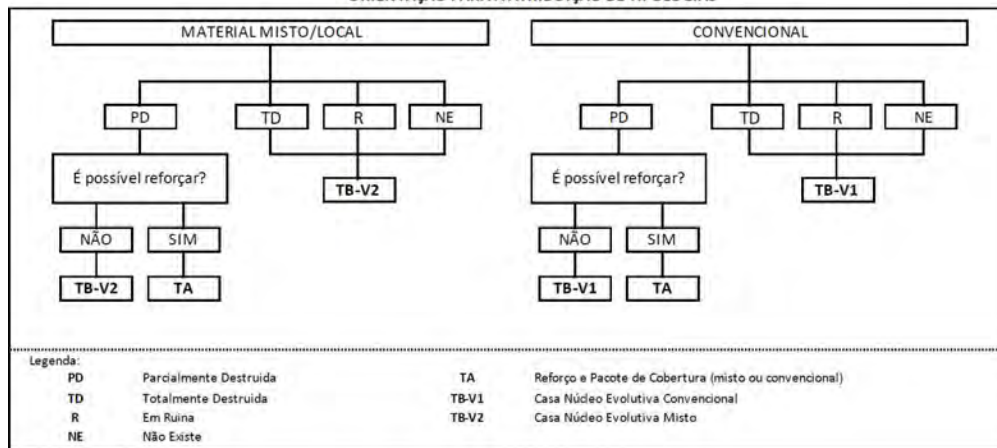 MATERIAL MISTO/LOCAL
CONVENCIONAL
PD TD R NE
PD TD R NE
É possível reforçar?
TB-V2
É possível reforçar?
TB-V1
NÃO SIM
NÃO SIM
TB-V2 TA
TB-V1 TA
Legenda:
PD Parcialmente Destruida TA Reforço e Pacote de Cobertura (misto ou convencional)
TD Totalmente Destruida TB-V1 Casa Núcleo Evolutiva Convencional
R Em Ruina TB-V2 Casa Núcleo Evolutiva Misto
NE Não Existe